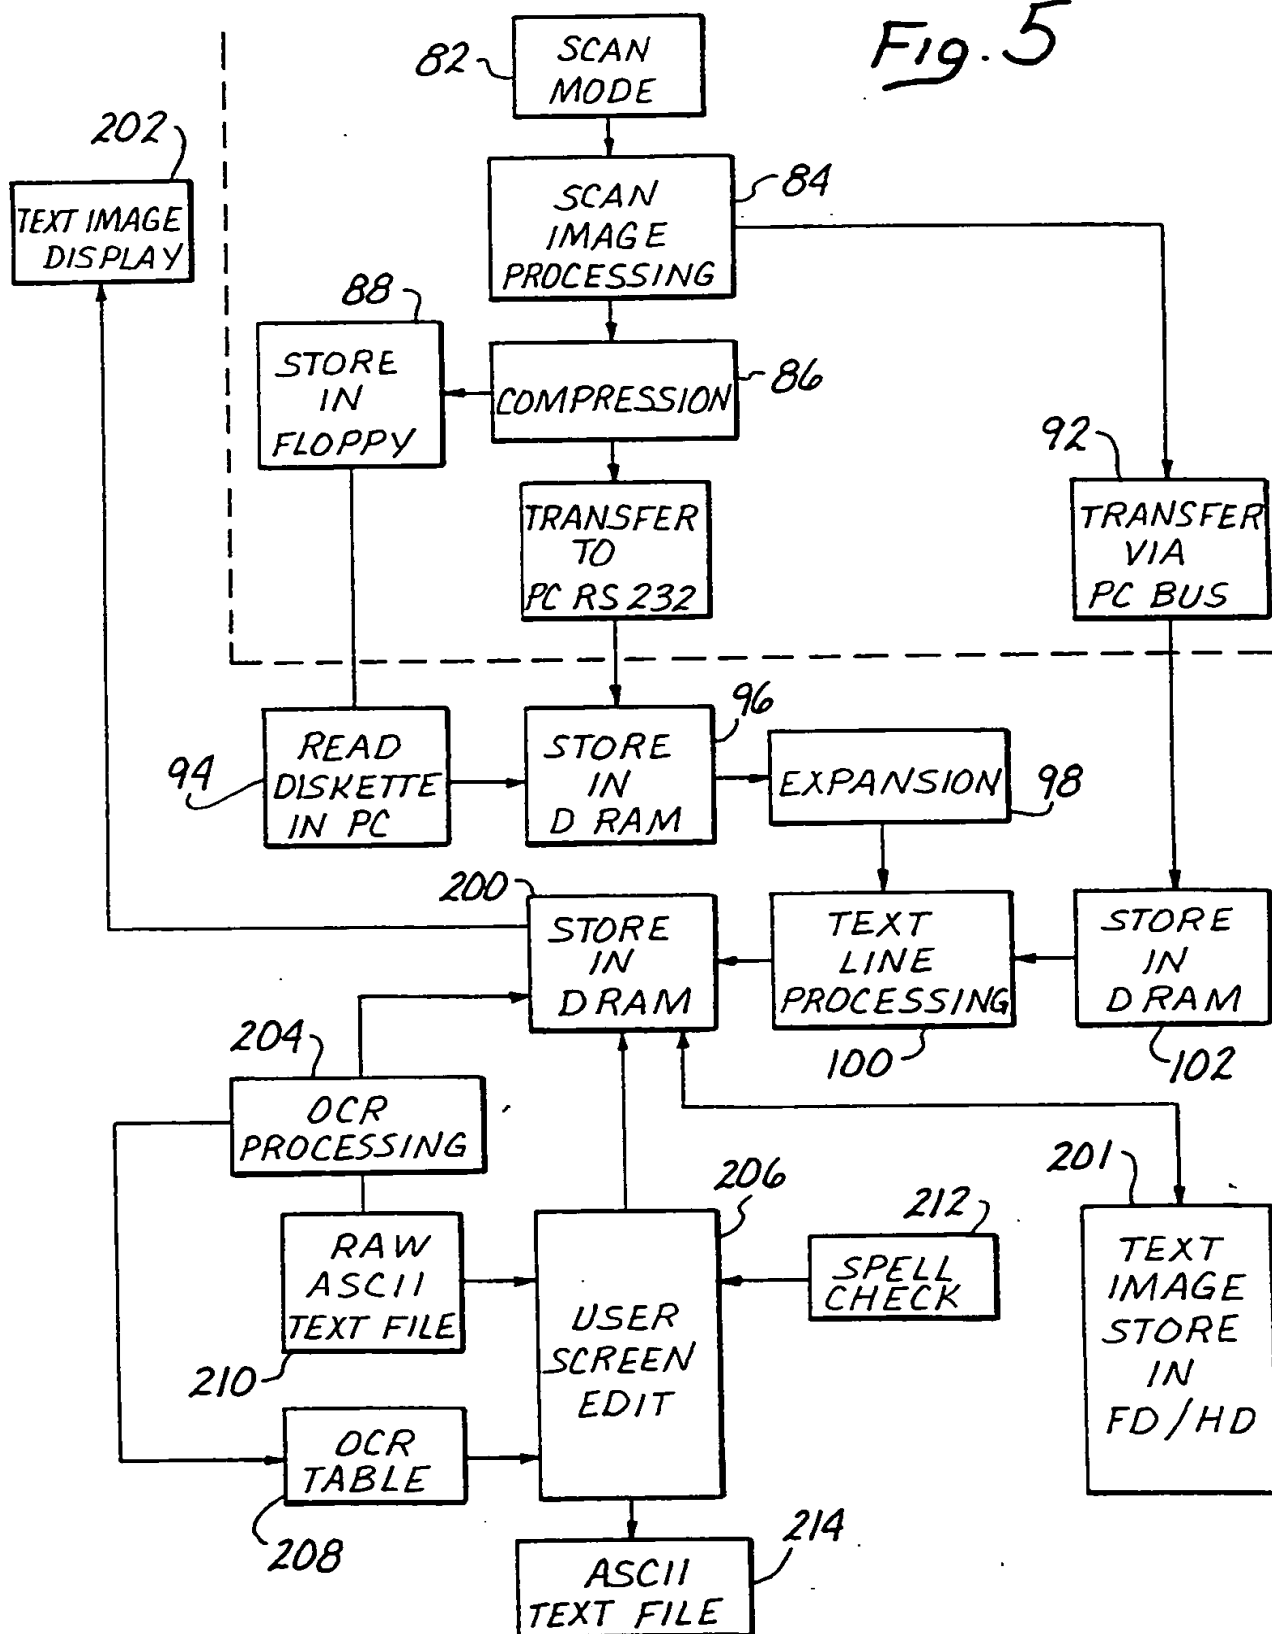 Fig. 5
82
SCAN
MODE
202
TEXT IMAGE
DISPLAY
84
SCAN
IMAGE
PROCESSING
88
STORE
IN
FLOPPY
COMPRESSION
86
92
TRANSFER
TO
PC RS 232
TRANSFER
VIA
PC BUS
94
READ
DISKETTE
IN PC
96
STORE
IN
D RAM
EXPANSION
98
200
STORE
IN
D RAM
TEXT
LINE
PROCESSING
100
STORE
IN
D RAM
102
204
OCR
PROCESSING
206
212
201
RAW
ASCII
TEXT FILE
210
USER
SCREEN
EDIT
SPELL
CHECK
TEXT
IMAGE
STORE
IN
FD/HD
OCR
TABLE
208
214
ASCII
TEXT FILE